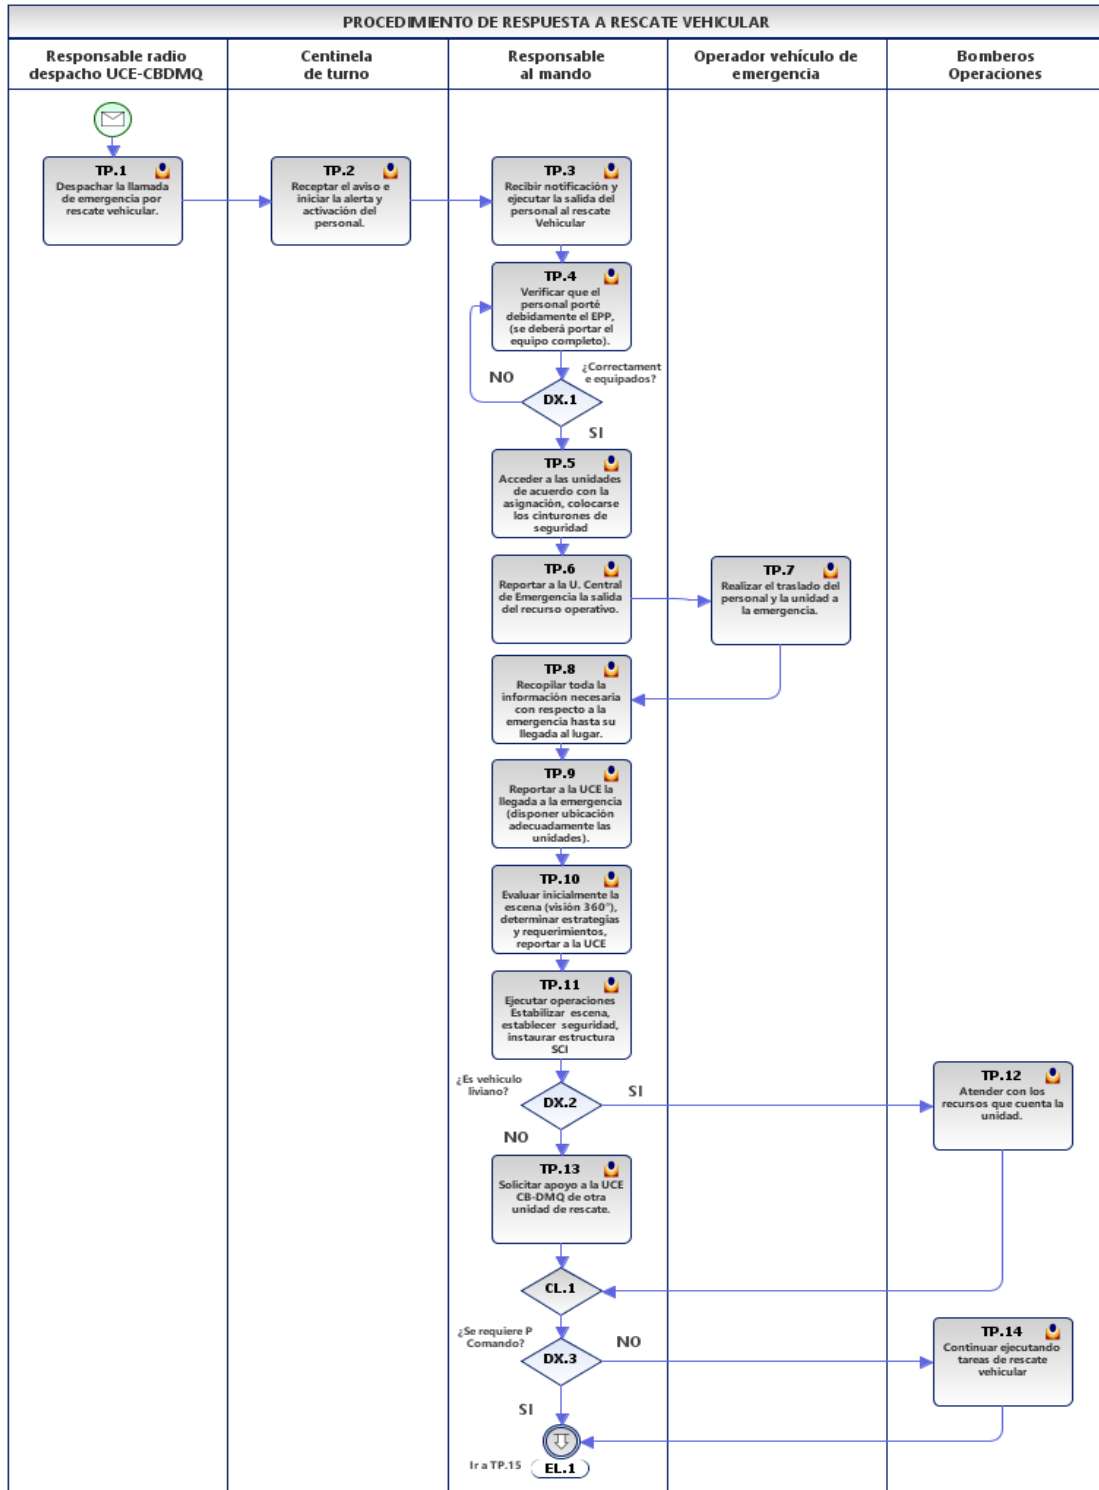 PROCEDIMIENTO DE RESPUESTA A RESCATE VEHICULAR
Responsable radio
despacho UCE-CBDMQ
Centinela
de turno
Responsable
al mando
Operador vehículo de
emergencia
Bomberos
Operaciones
TP.1
Despachar la llamada
de emergencia por
rescate vehicular.
TP.2
Receptar el aviso e
iniciar la alerta y
activación del
personal.
TP.3
Recibir notificación y
ejecutar la salida del
personal al rescate
Vehicular
TP.4
Verificar que el
personal porté
debidamente el EPP,
(se deberá portar el
equipo completo).
¿Correctament
e equipados?
NO
DX.1
SI
TP.5
Acceder a las unidades
de acuerdo con la
asignación, colocarse
los cinturones de
seguridad
TP.6
Reportar a la U. Central
de Emergencia la salida
del recurso operativo.
TP.7
Realizar el traslado del
personal y la unidad a
la emergencia.
TP.8
Recopilar toda la
información necesaria
con respecto a la
emergencia hasta su
llegada al lugar.
TP.9
Reportar a la UCE la
llegada a la emergencia
(disponer ubicación
adecuadamente las
unidades).
TP.10
Evaluar inicialmente la
escena (visión 360°),
determinar estrategias
y requerimientos,
reportar a la UCE
TP.11
Ejecutar operaciones
Estabilizar escena,
establecer seguridad,
instaurar estructura
SCI
¿Es vehiculo
liviano?
DX.2
SI
NO
TP.12
Atender con los
recursos que cuenta la
unidad.
TP.13
Solicitar apoyo a la UCE
CB-DMQ de otra
unidad de rescate.
CL.1
¿Se requiere P
Comando?
DX.3
NO
SI
TP.14
Continuar ejecutando
tareas de rescate
vehicular
Ir a TP.15
EL.1